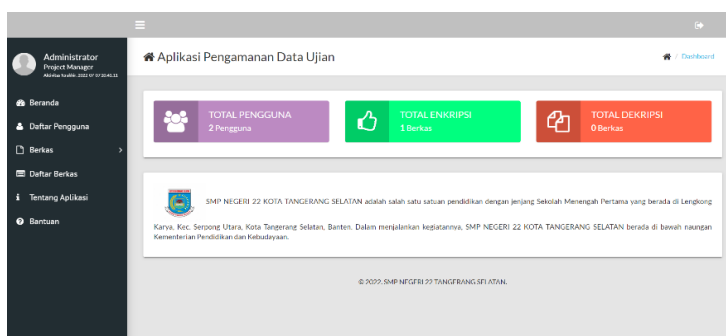 Administrator
Project Manager
Aplikasi Pengamanan Data Ujian
/ Dashboard
Beranda
Daftar Pengguna
Berkas
Daftar Berkas
Tentang Aplikasi
Bantuan
TOTAL PENGGUNA
2 Pengguna
TOTAL ENKRIPSI
1 Berkas
TOTAL DEKRIPSI
0 Berkas
SMP NEGERI 22 KOTA TANGERANG SELATAN adalah salah satu satuan pendidikan dengan jenjang Sekolah Menengah Pertama yang berada di Lengkong
Karya, Kec. Serpong Utara, Kota Tangerang Selatan, Banten. Dalam menjalankan kegiatannya, SMP NEGERI 22 KOTA TANGERANG SELATAN berada di bawah naungan
Kementerian Pendidikan dan Kebudayaan.
© 2022, SMP NEGERI 22 TANGERANG SELATAN.